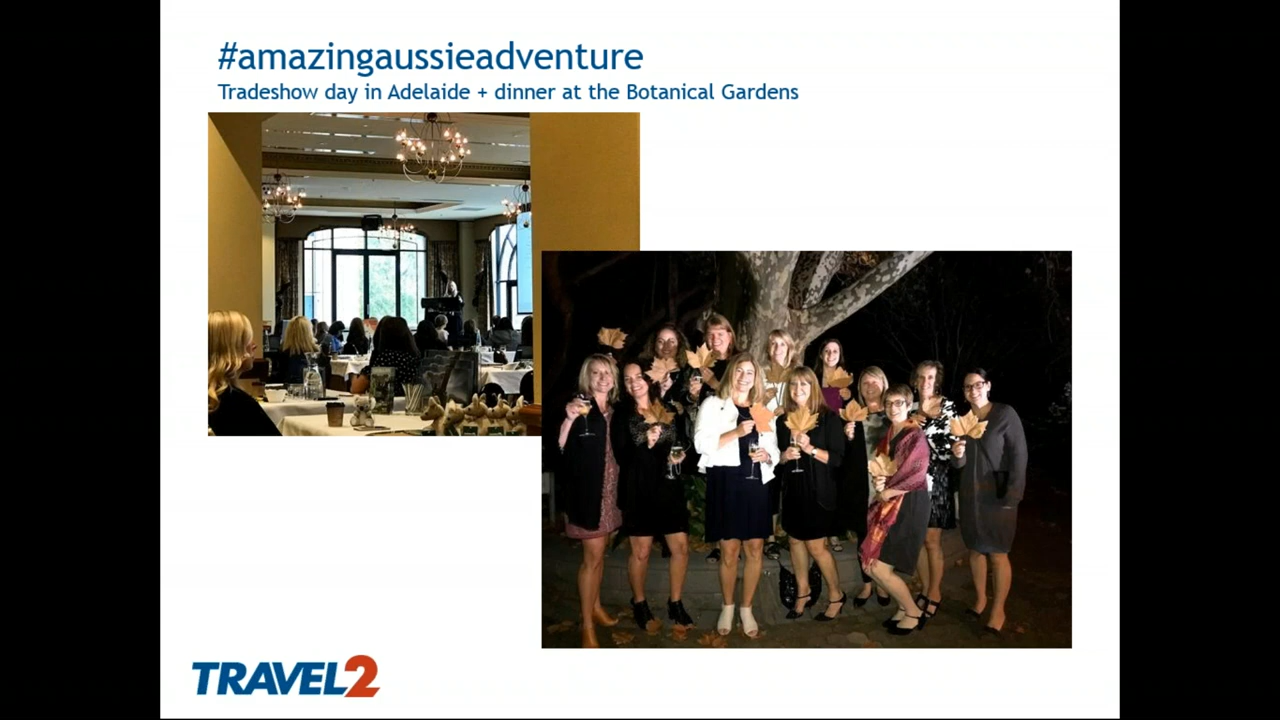 #amazingaussieadventure
Tradeshow day in Adelaide + dinner at the Botanical Gardens
TRAVEL2